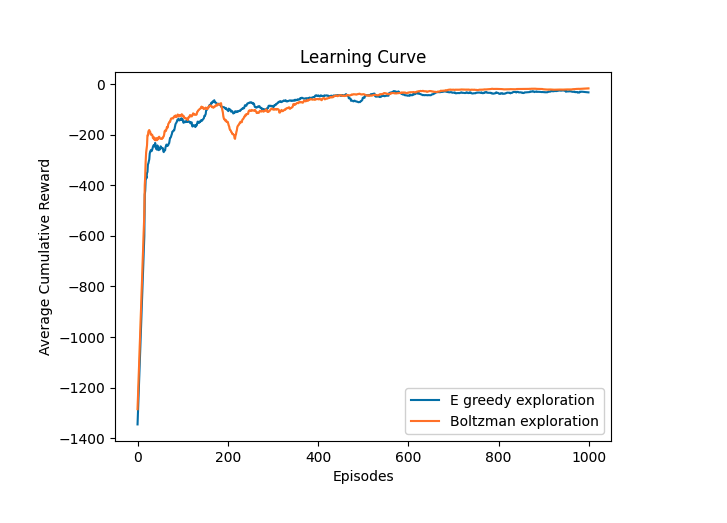 Learning Curve
0
−200
−400
−600
−800
−1000
−1200
−1400
Average Cumulative Reward
0 200 400 600 800 1000
Episodes
E greedy exploration
Boltzman exploration